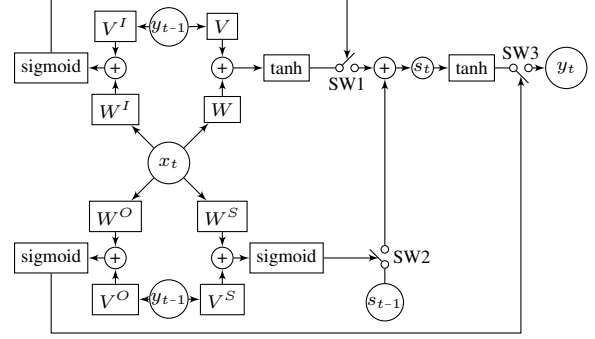 V^I y_{t-1} V
sigmoid + + tanh SW1 + s_t tanh SW3 y_t
W^I W
x_t
W^O W^S
sigmoid + + sigmoid SW2
V^O y_{t-1} V^S s_{t-1}